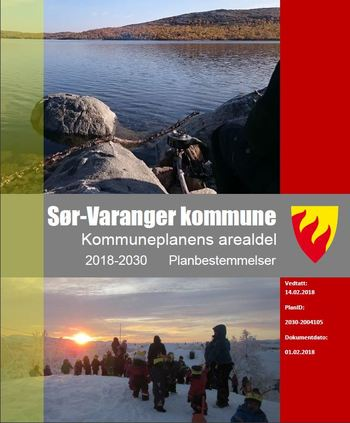 Sør-Varanger kommune
Kommuneplanens arealdel
2018-2030 Planbestemmelser
Vedtatt:
14.02.2018
PlanID:
2030-2004105
Dokumentdato:
01.02.2018